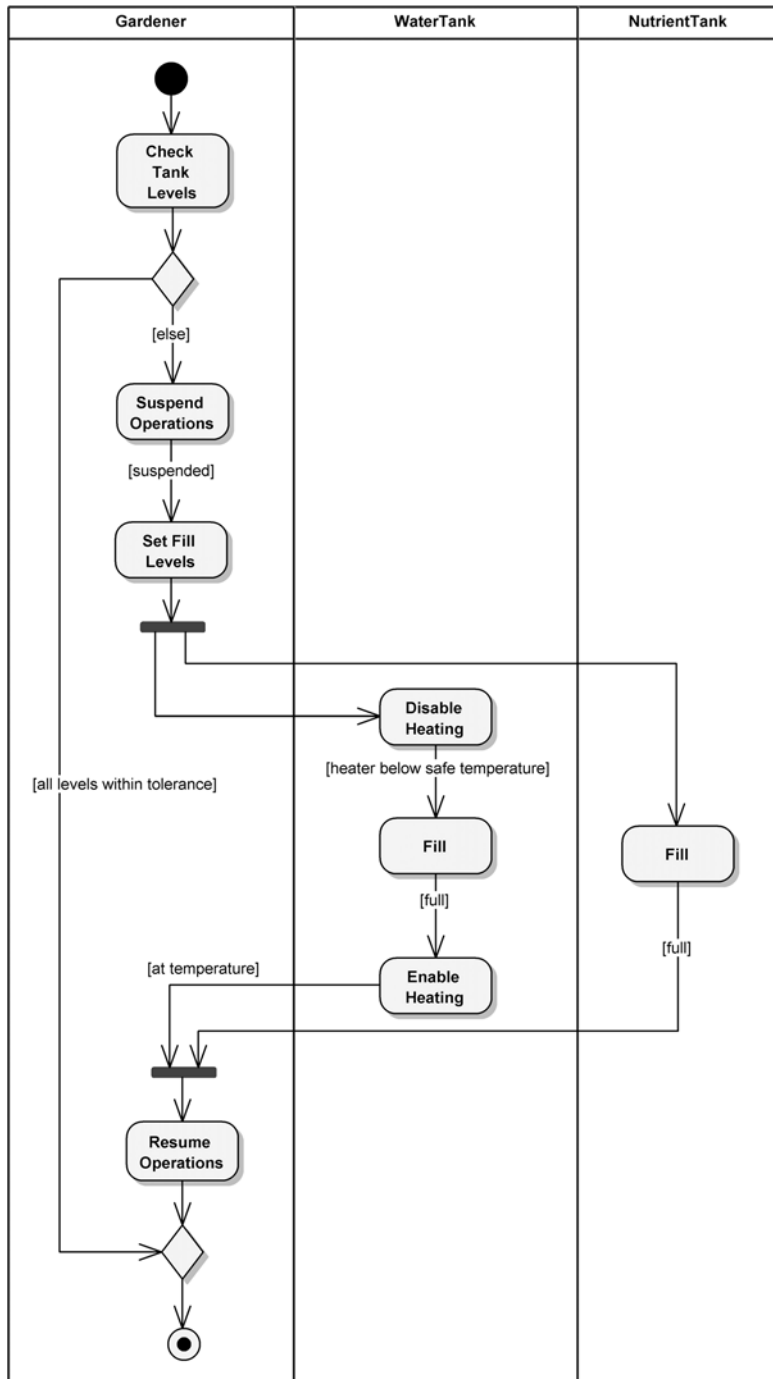 Gardener
WaterTank
NutrientTank
Check
Tank
Levels
[else]
Suspend
Operations
[suspended]
Set Fill
Levels
Disable
Heating
[heater below safe temperature]
[all levels within tolerance]
Fill
Fill
[full]
[full]
[at temperature]
Enable
Heating
Resume
Operations